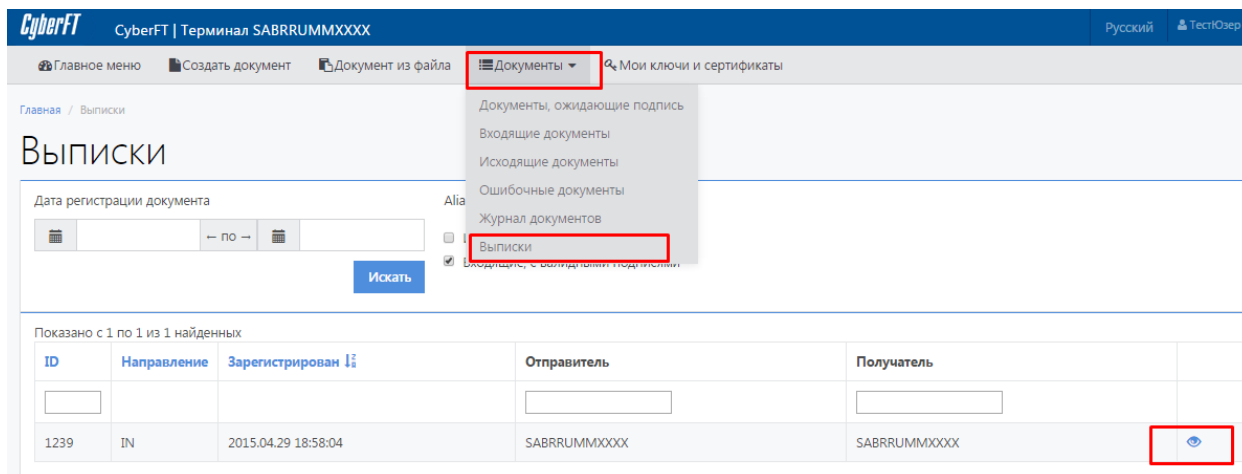 CyberFT CyberFT | Терминал SABRRUMMXXXX Русский ТестЮзер
Главное меню Создать документ Документ из файла Документы Мои ключи и сертификаты
Главная / Выписки
Документы, ожидающие подпись
Входящие документы
Исходящие документы
Ошибочные документы
Журнал документов
Выписки
Выписки
Дата регистрации документа
← по →
Искать
Показано с 1 по 1 из 1 найденных
ID Направление Зарегистрирован Отправитель Получатель
1239 IN 2015.04.29 18:58:04 SABRRUMMXXXX SABRRUMMXXXX